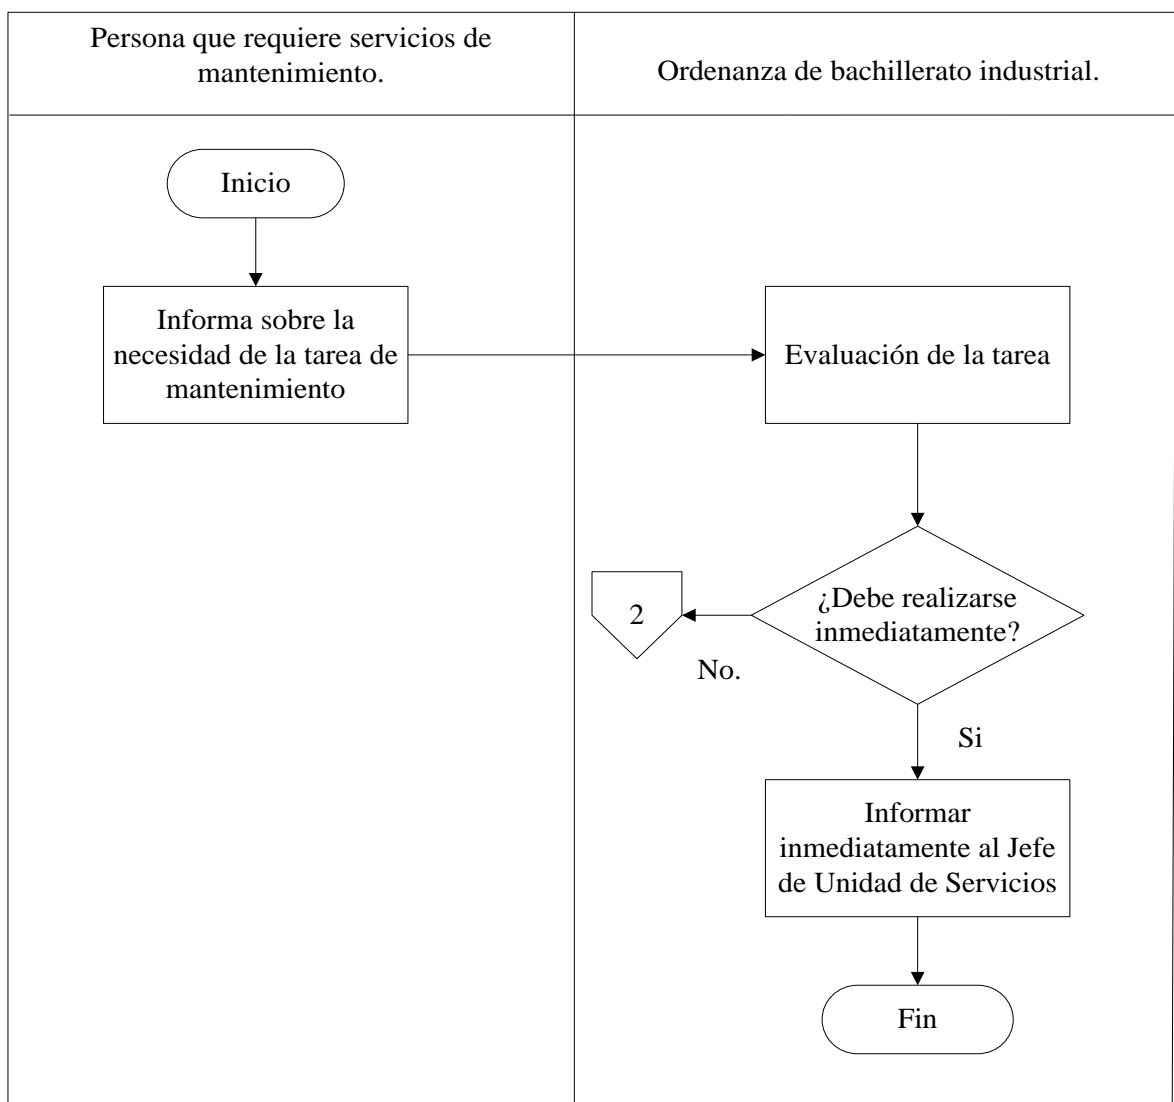 Persona que requiere servicios de
mantenimiento.
Ordenanza de bachillerato industrial.
Inicio
Informa sobre la
necesidad de la tarea de
mantenimiento
Evaluación de la tarea
¿Debe realizarse
inmediatamente?
2
No.
Si
Informar
inmediatamente al Jefe
de Unidad de Servicios
Fin